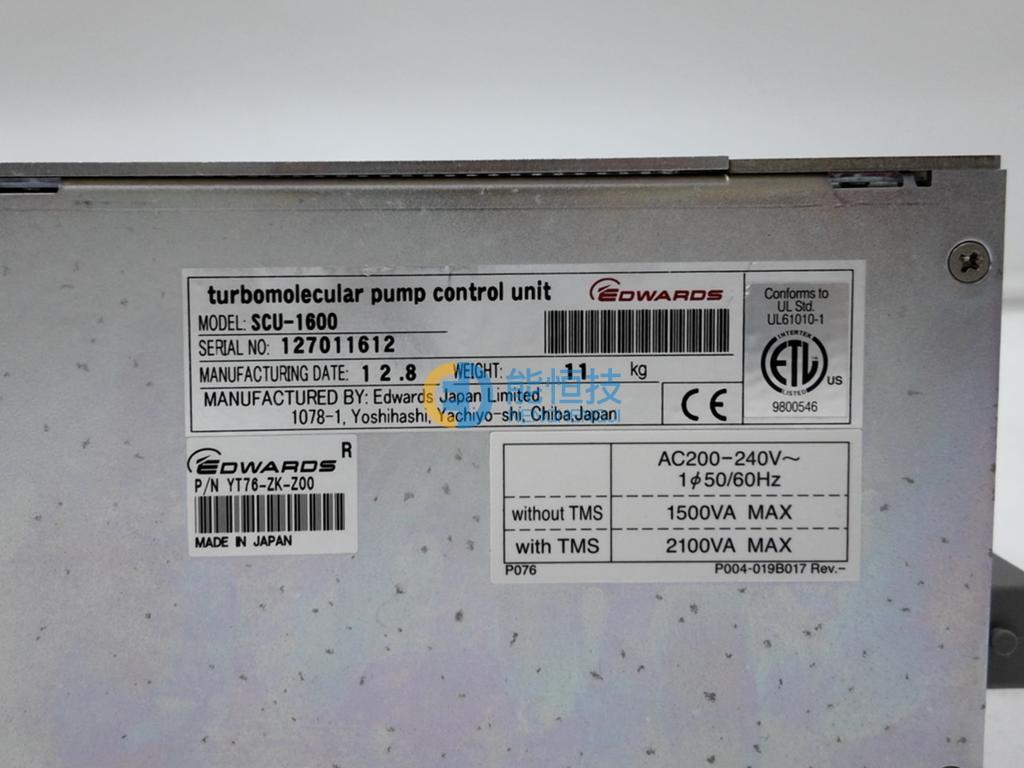 turbomolecular pump control unit
EDWARDS
MODEL: SCU-1600
SERIAL NO: 127011612
MANUFACTURING DATE: 12.8 WEIGHT: 11 kg
MANUFACTURED BY: Edwards Japan Limited
1078-1, Yoshihashi, Yachiyo-shi, Chiba,Japan
CE
Conforms to
UL Std.
UL61010-1
INTERTEK
ETL
LISTED
US
9800546
能恒技
EDWARDS R
P/N YT76-ZK-Z00
MADE IN JAPAN
AC200-240V~
1φ50/60Hz
without TMS 1500VA MAX
with TMS 2100VA MAX
P076 P004-019B017 Rev.-